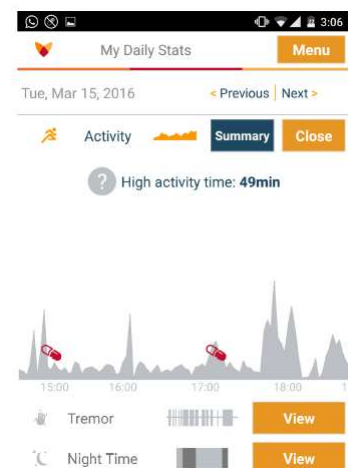 3:06
My Daily Stats Menu
Tue, Mar 15, 2016 < Previous | Next >
Activity Summary Close
? High activity time: 49min
15:00 16:00 17:00 18:00 1
Tremor View
Night Time View